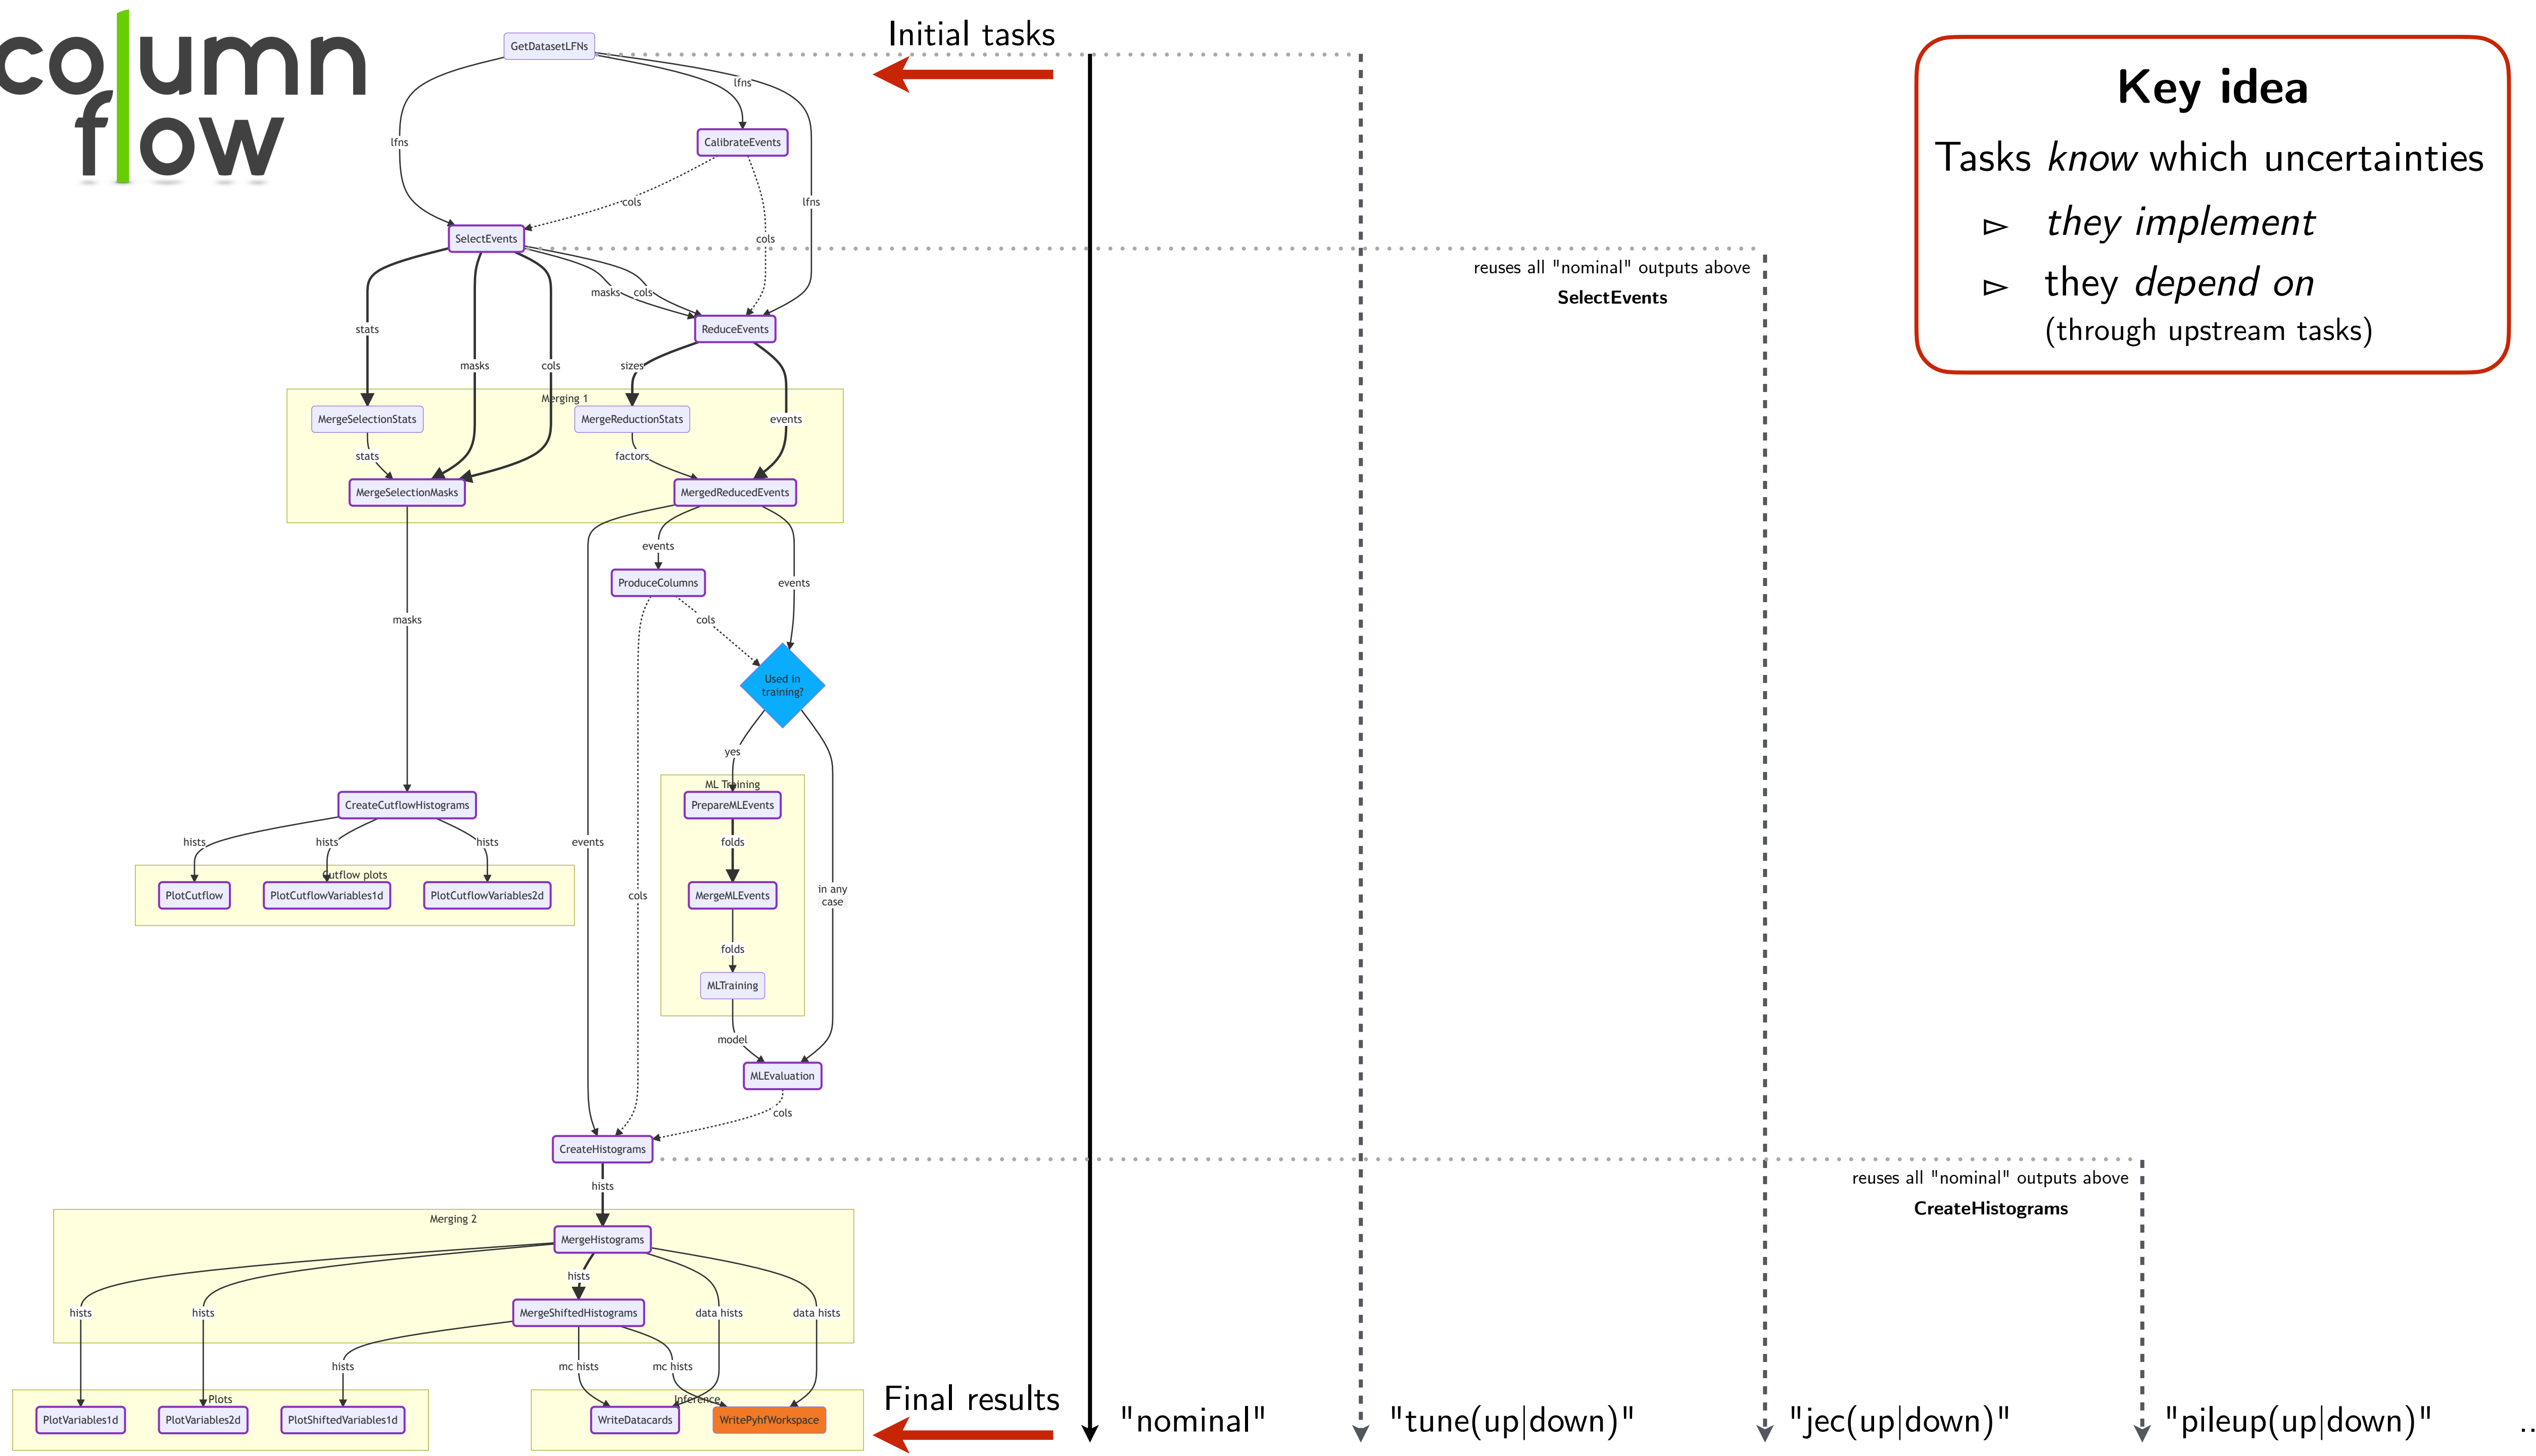 column
flow
GetDatasetLFNs
Initial tasks
lfns
lfns
CalibrateEvents
lfns
cols
cols
lfns
SelectEvents
masks
cols
stats
ReduceEvents
masks
cols
sizes
Merging 1
MergeSelectionStats
MergeReductionStats
events
stats
factors
MergeSelectionMasks
MergedReducedEvents
events
events
ProduceColumns
masks
cols
Used in
training?
yes
ML Training
CreateCutflowHistograms
PrepareMLEvents
hists
hists
hists
events
folds
Cutflow plots
PlotCutflow
PlotCutflowVariables1d
PlotCutflowVariables2d
cols
MergeMLEvents
in any
case
folds
MLTraining
model
MLEvaluation
cols
CreateHistograms
hists
Merging 2
MergeHistograms
hists
hists
hists
MergeShiftedHistograms
data hists
data hists
hists
mc hists
mc hists
Plots
Inference
PlotVariables1d
PlotVariables2d
PlotShiftedVariables1d
WriteDatacards
WritePyhfWorkspace
Final results
"nominal"
"tune(up|down)"
"jec(up|down)"
"pileup(up|down)"
..
reuses all "nominal" outputs above
SelectEvents
reuses all "nominal" outputs above
CreateHistograms
Key idea
Tasks know which uncertainties
⊳ they implement
⊳ they depend on
(through upstream tasks)